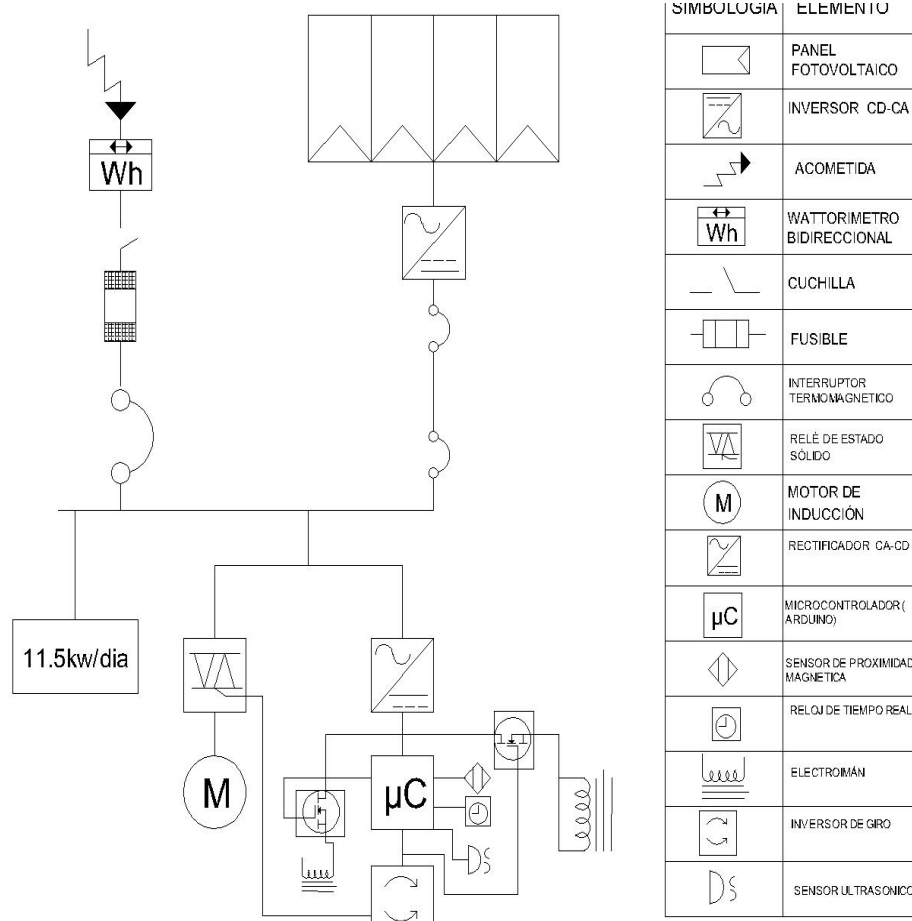 Wh
11.5kw/dia
M
µC
SIMBOLOGIA ELEMENTO
PANEL
FOTOVOLTAICO
INVERSOR CD-CA
ACOMETIDA
Wh
WATTORIMETRO
BIDIRECCIONAL
CUCHILLA
FUSIBLE
INTERRUPTOR
TERMOMAGNETICO
RELÉ DE ESTADO
SÓLIDO
M
MOTOR DE
INDUCCIÓN
RECTIFICADOR CA-CD
µC
MICROCONTROLADOR (
ARDUINO)
SENSOR DE PROXIMIDAD
MAGNETICA
RELOJ DE TIEMPO REAL
ELECTROIMÁN
INVERSOR DE GIRO
SENSOR ULTRASONICO